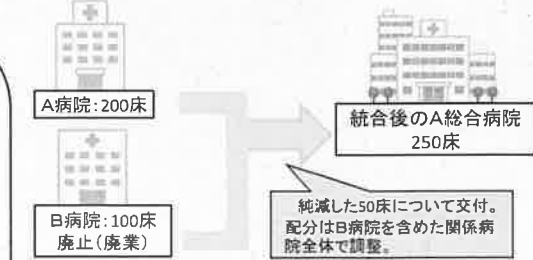 A病院:200床
B病院:100床
廃止(廃業)
統合後のA総合病院
250床
純減した50床について交付。
配分はB病院を含めた関係病
院全体で調整。